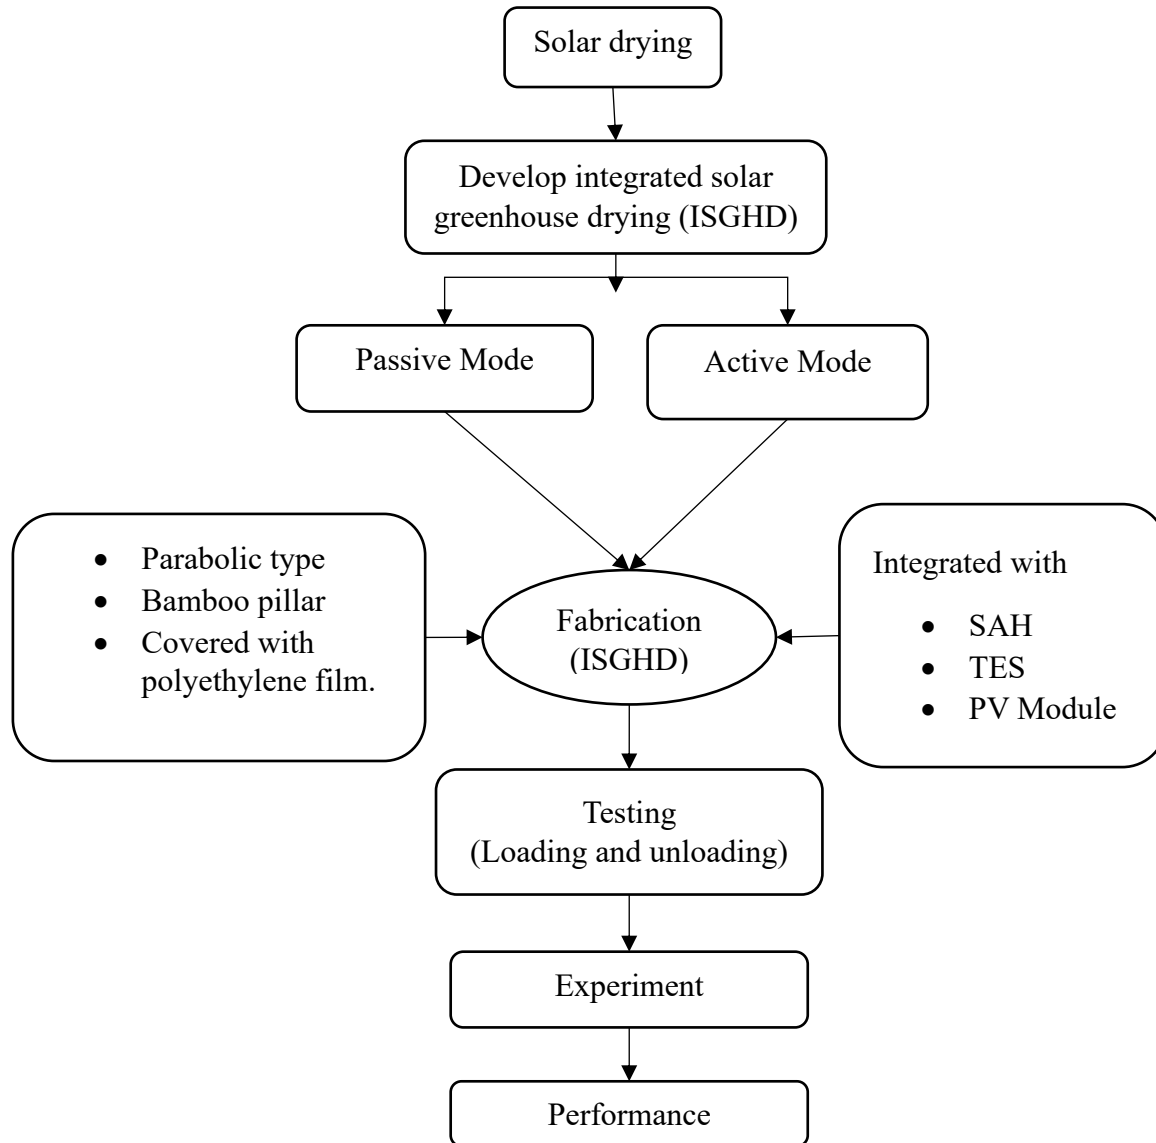 Solar drying
Develop integrated solar
greenhouse drying (ISGHD)
Passive Mode
Active Mode
• Parabolic type
• Bamboo pillar
• Covered with
polyethylene film.
Fabrication
(ISGHD)
Integrated with
• SAH
• TES
• PV Module
Testing
(Loading and unloading)
Experiment
Performance